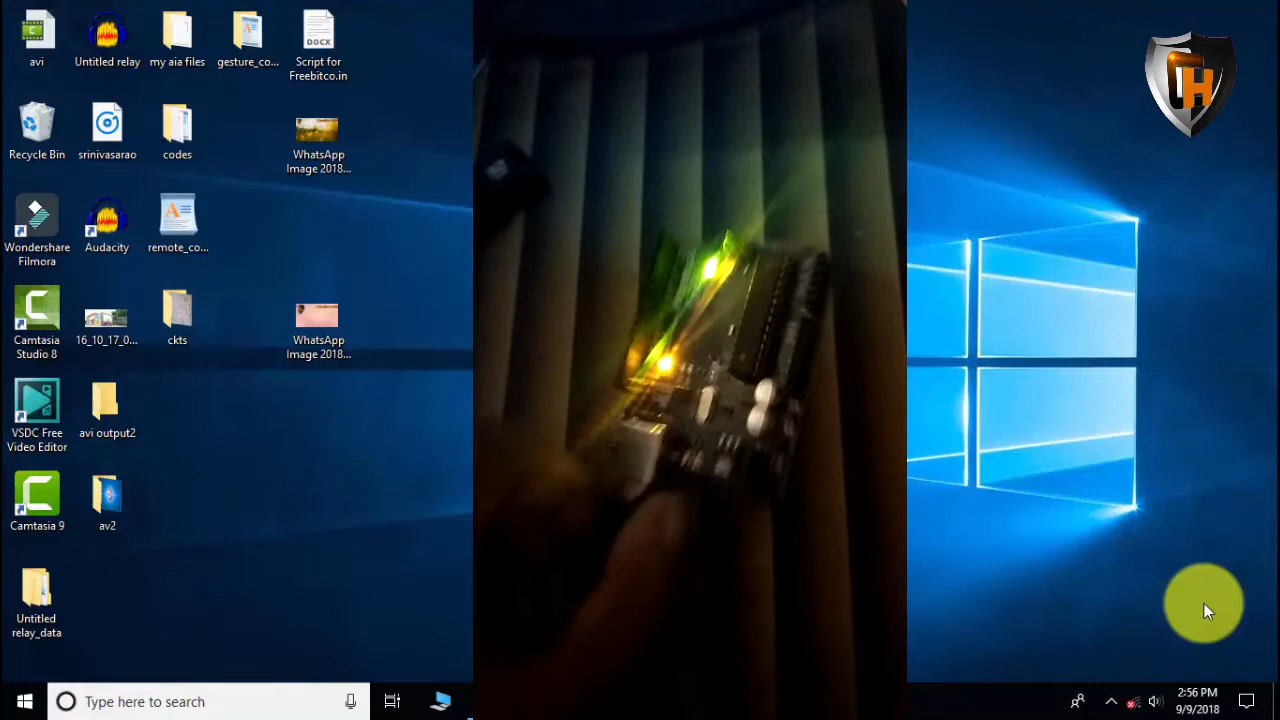 avi
Untitled relay
my aia files
gesture_co...
DOCX
Script for
Freebitco.in
Recycle Bin
srinivasarao
codes
WhatsApp
Image 2018...
Wondershare
Filmora
Audacity
remote_co...
Camtasia
Studio 8
16_10_17_0...
ckts
WhatsApp
Image 2018...
VSDC Free
Video Editor
avi output2
Camtasia 9
av2
Untitled
relay_data
Type here to search
2:56 PM
9/9/2018